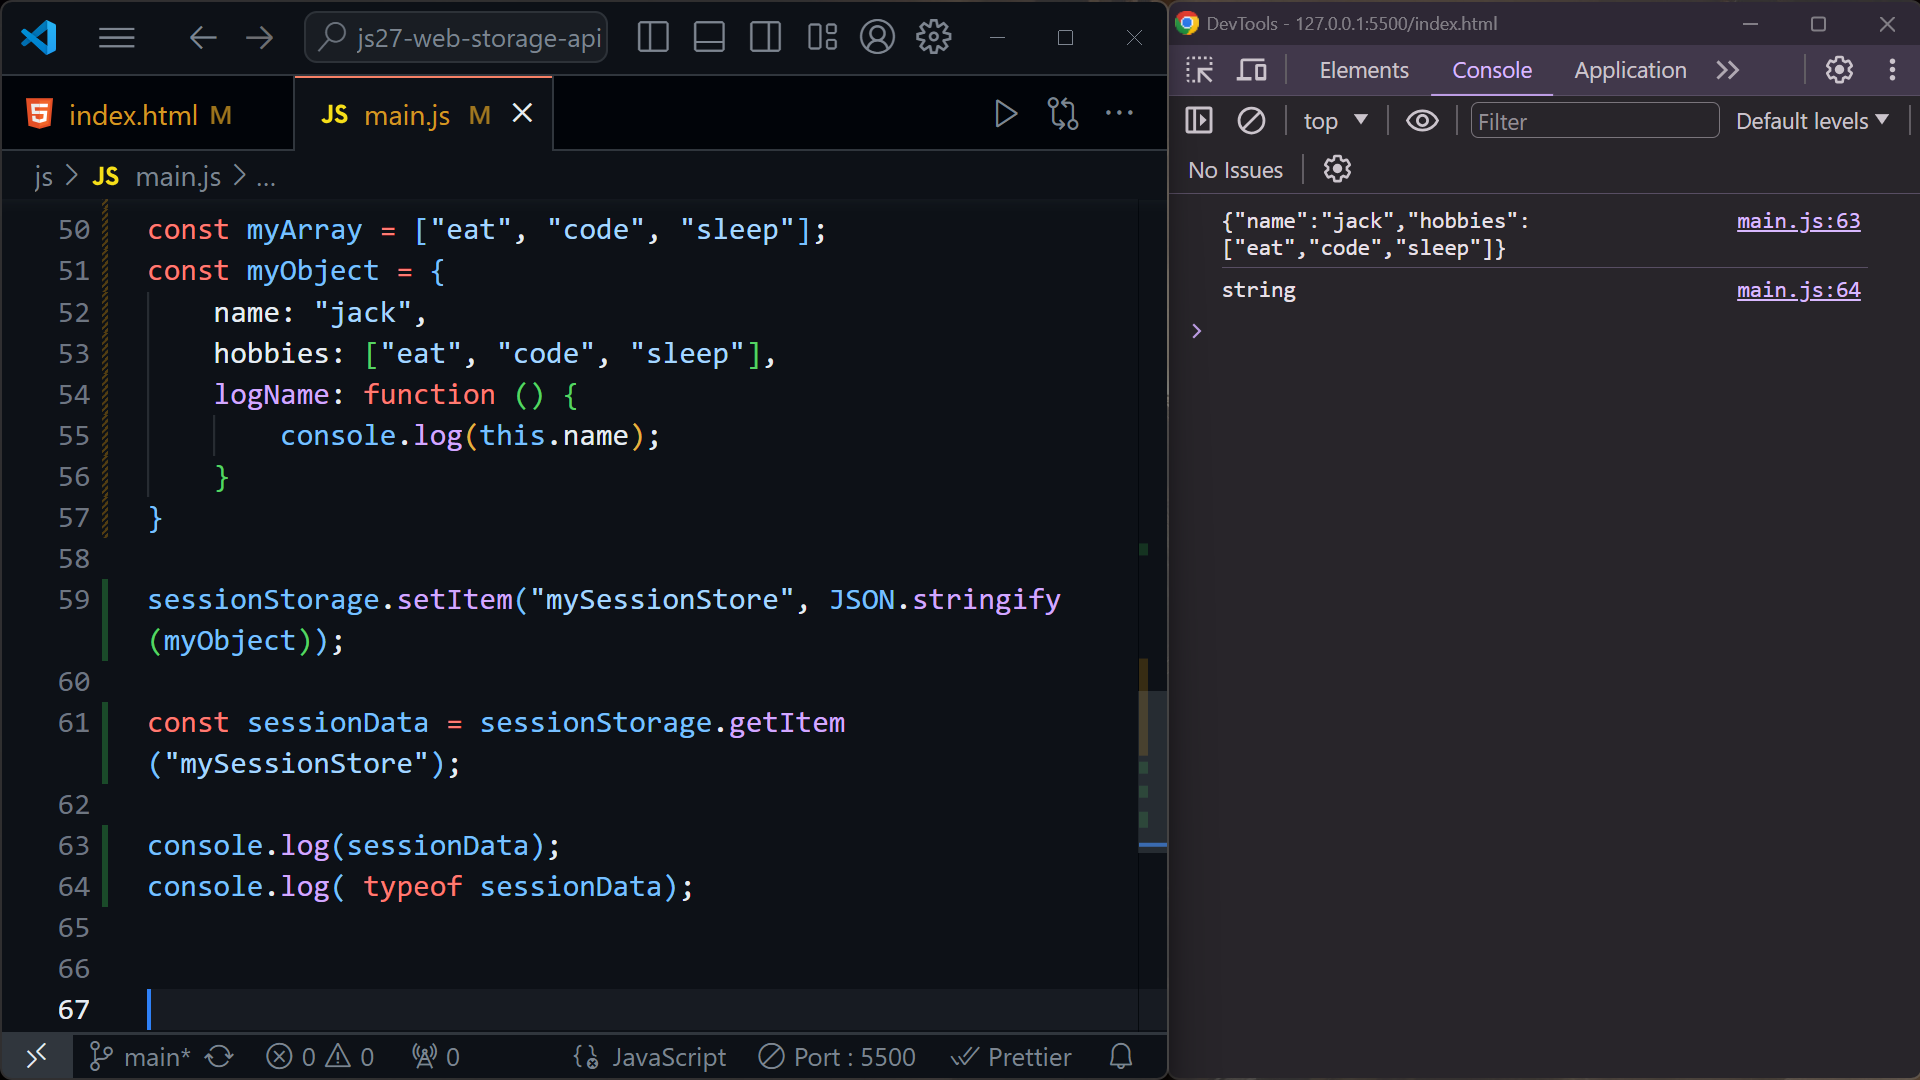 js27-web-storage-api
index.html M
JS main.js M
js > JS main.js > ...
50 const myArray = ["eat", "code", "sleep"];
51 const myObject = {
52 name: "jack",
53 hobbies: ["eat", "code", "sleep"],
54 logName: function () {
55 console.log(this.name);
56 }
57 }
58
59 sessionStorage.setItem("mySessionStore", JSON.stringify
(myObject));
60
61 const sessionData = sessionStorage.getItem
("mySessionStore");
62
63 console.log(sessionData);
64 console.log( typeof sessionData);
65
66
67
main* 0 0 0 JavaScript Port : 5500 Prettier
DevTools - 127.0.0.1:5500/index.html
Elements Console Application
top Filter Default levels
No Issues
{"name":"jack","hobbies": main.js:63
["eat","code","sleep"]}
string main.js:64